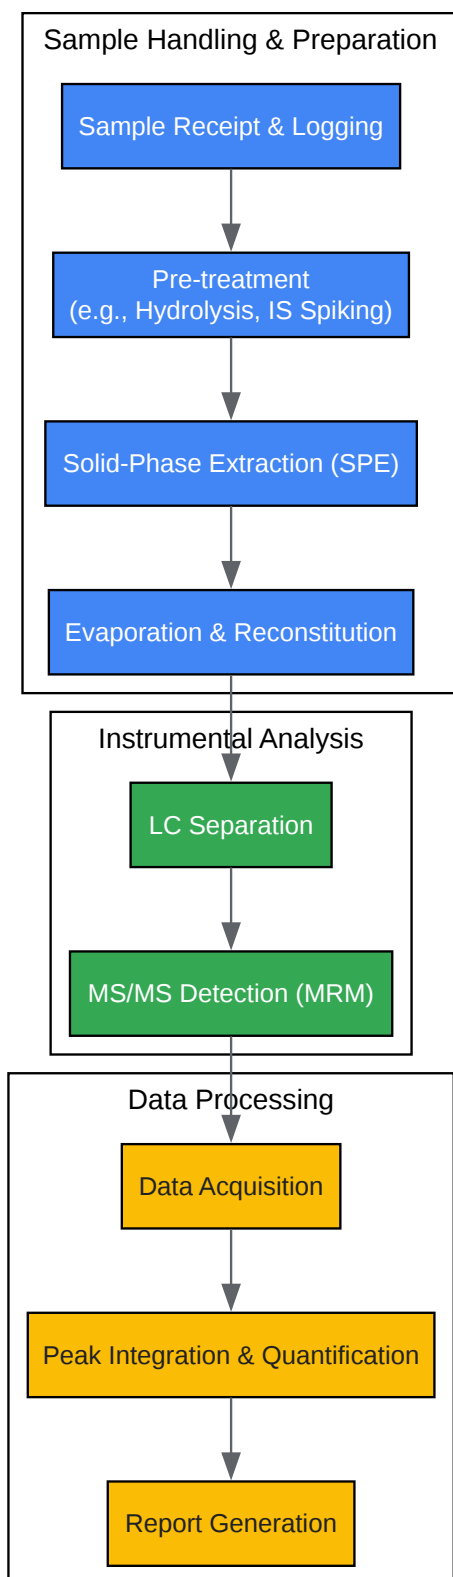 Sample Handling & Preparation
Sample Receipt & Logging
Pre-treatment
(e.g., Hydrolysis, IS Spiking)
Solid-Phase Extraction (SPE)
Evaporation & Reconstitution
Instrumental Analysis
LC Separation
MS/MS Detection (MRM)
Data Processing
Data Acquisition
Peak Integration & Quantification
Report Generation